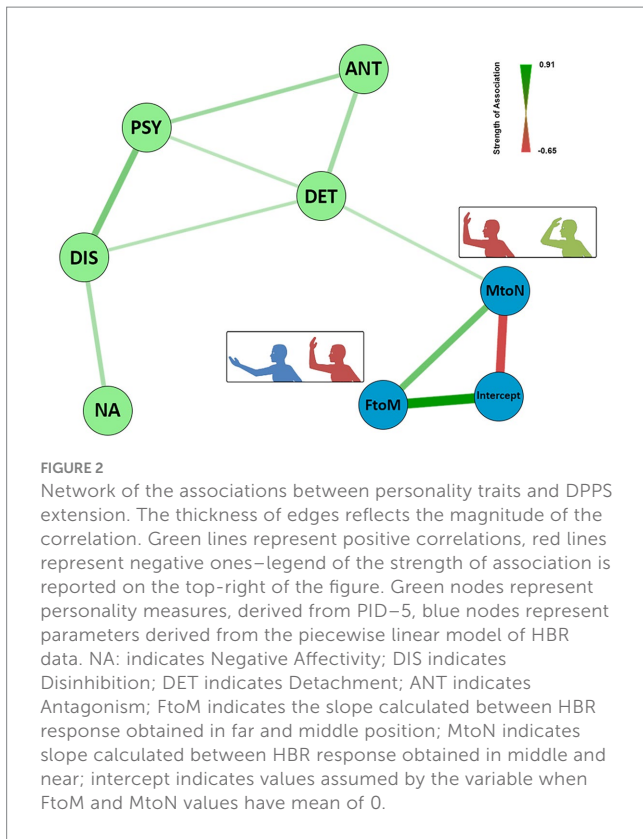 ANT
0.91
Strength of Association
-0.65
PSY
DET
DIS
MtoN
NA
FtoM
Intercept
FIGURE 2
Network of the associations between personality traits and DPPS
extension. The thickness of edges reflects the magnitude of the
correlation. Green lines represent positive correlations, red lines
represent negative ones–legend of the strength of association is
reported on the top-right of the figure. Green nodes represent
personality measures, derived from PID–5, blue nodes represent
parameters derived from the piecewise linear model of HBR
data. NA: indicates Negative Affectivity; DIS indicates
Disinhibition; DET indicates Detachment; ANT indicates
Antagonism; FtoM indicates the slope calculated between HBR
response obtained in far and middle position; MtoN indicates
slope calculated between HBR response obtained in middle and
near; intercept indicates values assumed by the variable when
FtoM and MtoN values have mean of 0.